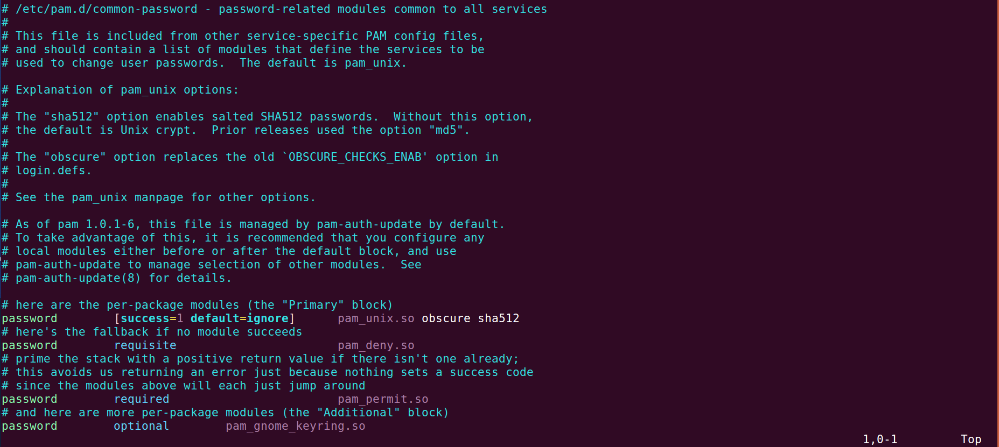 # /etc/pam.d/common-password - password-related modules common to all services
#
# This file is included from other service-specific PAM config files,
# and should contain a list of modules that define the services to be
# used to change user passwords.  The default is pam_unix.

# Explanation of pam_unix options:
#
# The "sha512" option enables salted SHA512 passwords.  Without this option,
# the default is Unix crypt.  Prior releases used the option "md5".
#
# The "obscure" option replaces the old `OBSCURE_CHECKS_ENAB' option in
# login.defs.
#
# See the pam_unix manpage for other options.

# As of pam 1.0.1-6, this file is managed by pam-auth-update by default.
# To take advantage of this, it is recommended that you configure any
# local modules either before or after the default block, and use
# pam-auth-update to manage selection of other modules.  See
# pam-auth-update(8) for details.

# here are the per-package modules (the "Primary" block)
password        [success=1 default=ignore]      pam_unix.so obscure sha512
# here's the fallback if no module succeeds
password        requisite                       pam_deny.so
# prime the stack with a positive return value if there isn't one already;
# this avoids us returning an error just because nothing sets a success code
# since the modules above will each just jump around
password        required                        pam_permit.so
# and here are more per-package modules (the "Additional" block)
password        optional        pam_gnome_keyring.so
1,0-1         Top